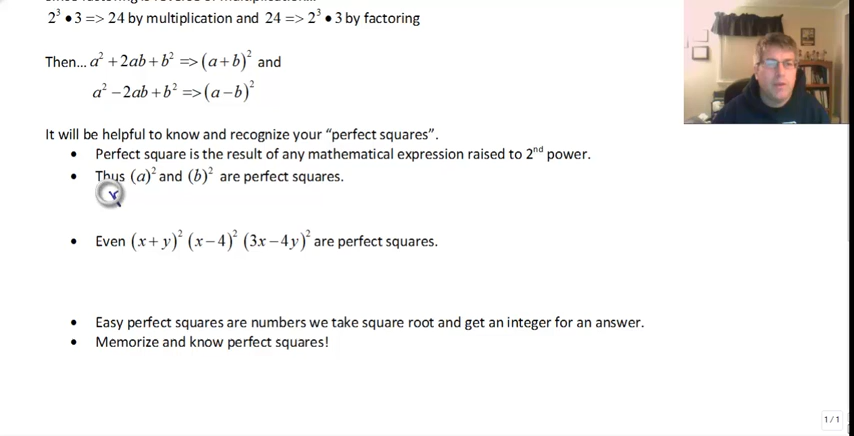 2³ • 3 => 24 by multiplication and 24 => 2³ • 3 by factoring
Then... a² + 2ab + b² => (a + b)² and
a² − 2ab + b² => (a − b)²
It will be helpful to know and recognize your “perfect squares”.
• Perfect square is the result of any mathematical expression raised to 2nd power.
• Thus (a)² and (b)² are perfect squares.
• Even (x + y)² (x − 4)² (3x − 4y)² are perfect squares.
• Easy perfect squares are numbers we take square root and get an integer for an answer.
• Memorize and know perfect squares!
1 / 1